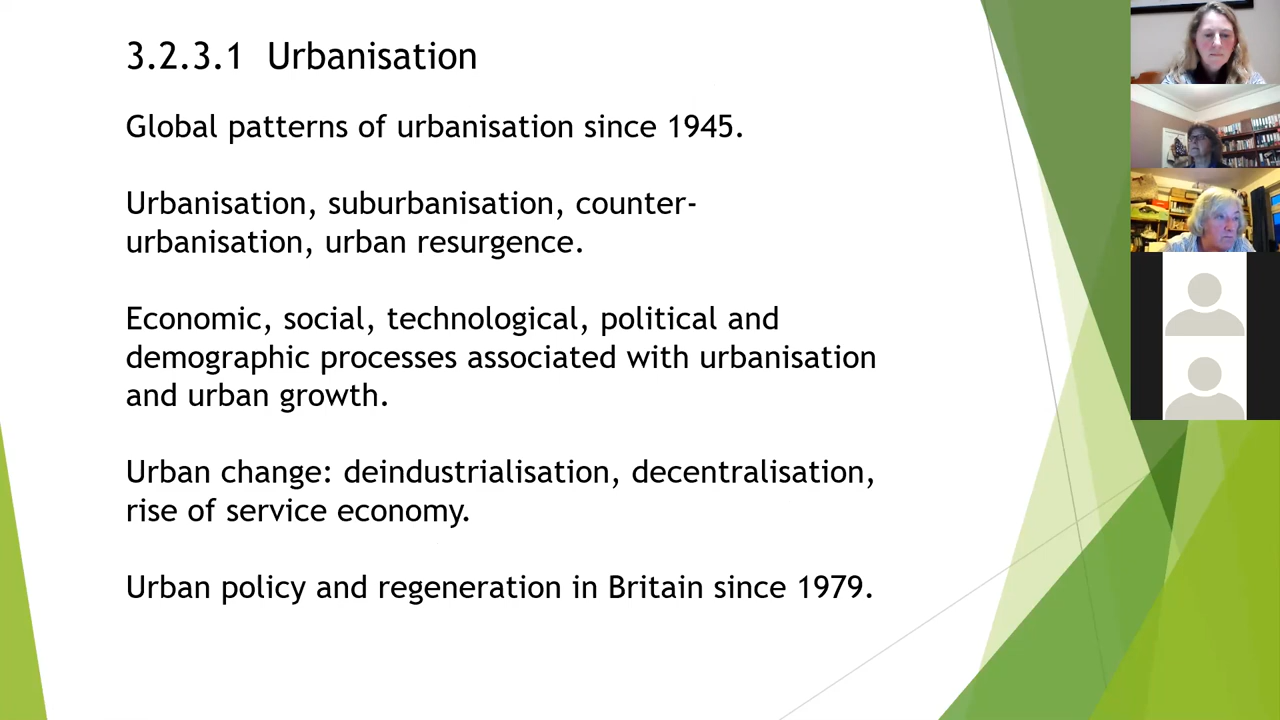 3.2.3.1 Urbanisation
Global patterns of urbanisation since 1945.
Urbanisation, suburbanisation, counter-
urbanisation, urban resurgence.
Economic, social, technological, political and
demographic processes associated with urbanisation
and urban growth.
Urban change: deindustrialisation, decentralisation,
rise of service economy.
Urban policy and regeneration in Britain since 1979.